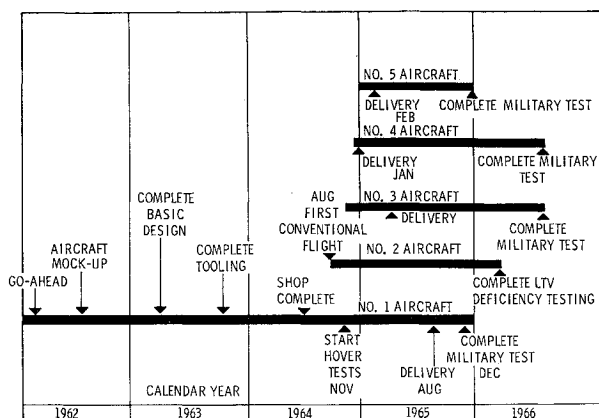 NO. 5 AIRCRAFT
DELIVERY
FEB
COMPLETE MILITARY TEST
NO. 4 AIRCRAFT
DELIVERY
JAN
COMPLETE MILITARY
TEST
NO. 3 AIRCRAFT
DELIVERY
COMPLETE
MILITARY TEST
AUG
FIRST
CONVENTIONAL
FLIGHT
NO. 2 AIRCRAFT
COMPLETE LTV
DEFICIENCY TESTING
COMPLETE
BASIC
DESIGN
AIRCRAFT
MOCK-UP
COMPLETE
TOOLING
GO-AHEAD
SHOP
COMPLETE
NO. 1 AIRCRAFT
START
HOVER
TESTS
NOV
DELIVERY
AUG
COMPLETE
MILITARY TEST
DEC
CALENDAR YEAR
1962
1963
1964
1965
1966